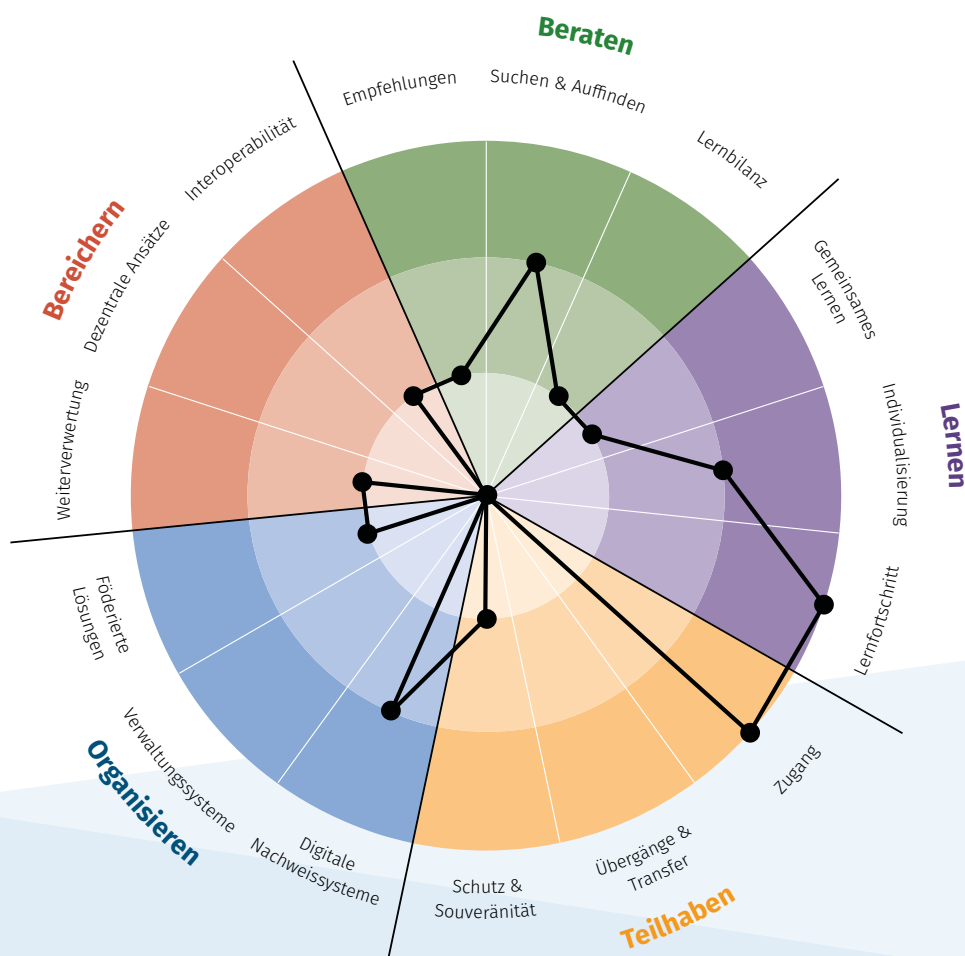 Beraten
Empfehlungen
Suchen & Auffinden
Lernbilanz
Lernen
Gemeinsames
Lernen
Individualisierung
Lernfortschritt
Teilhaben
Zugang
Übergänge &
Transfer
Schutz &
Souveränität
Organisieren
Digitale
Nachweissysteme
Verwaltungssysteme
Föderierte
Lösungen
Bereichern
Weiterverwertung
Dezentrale Ansätze
Interoperabilität